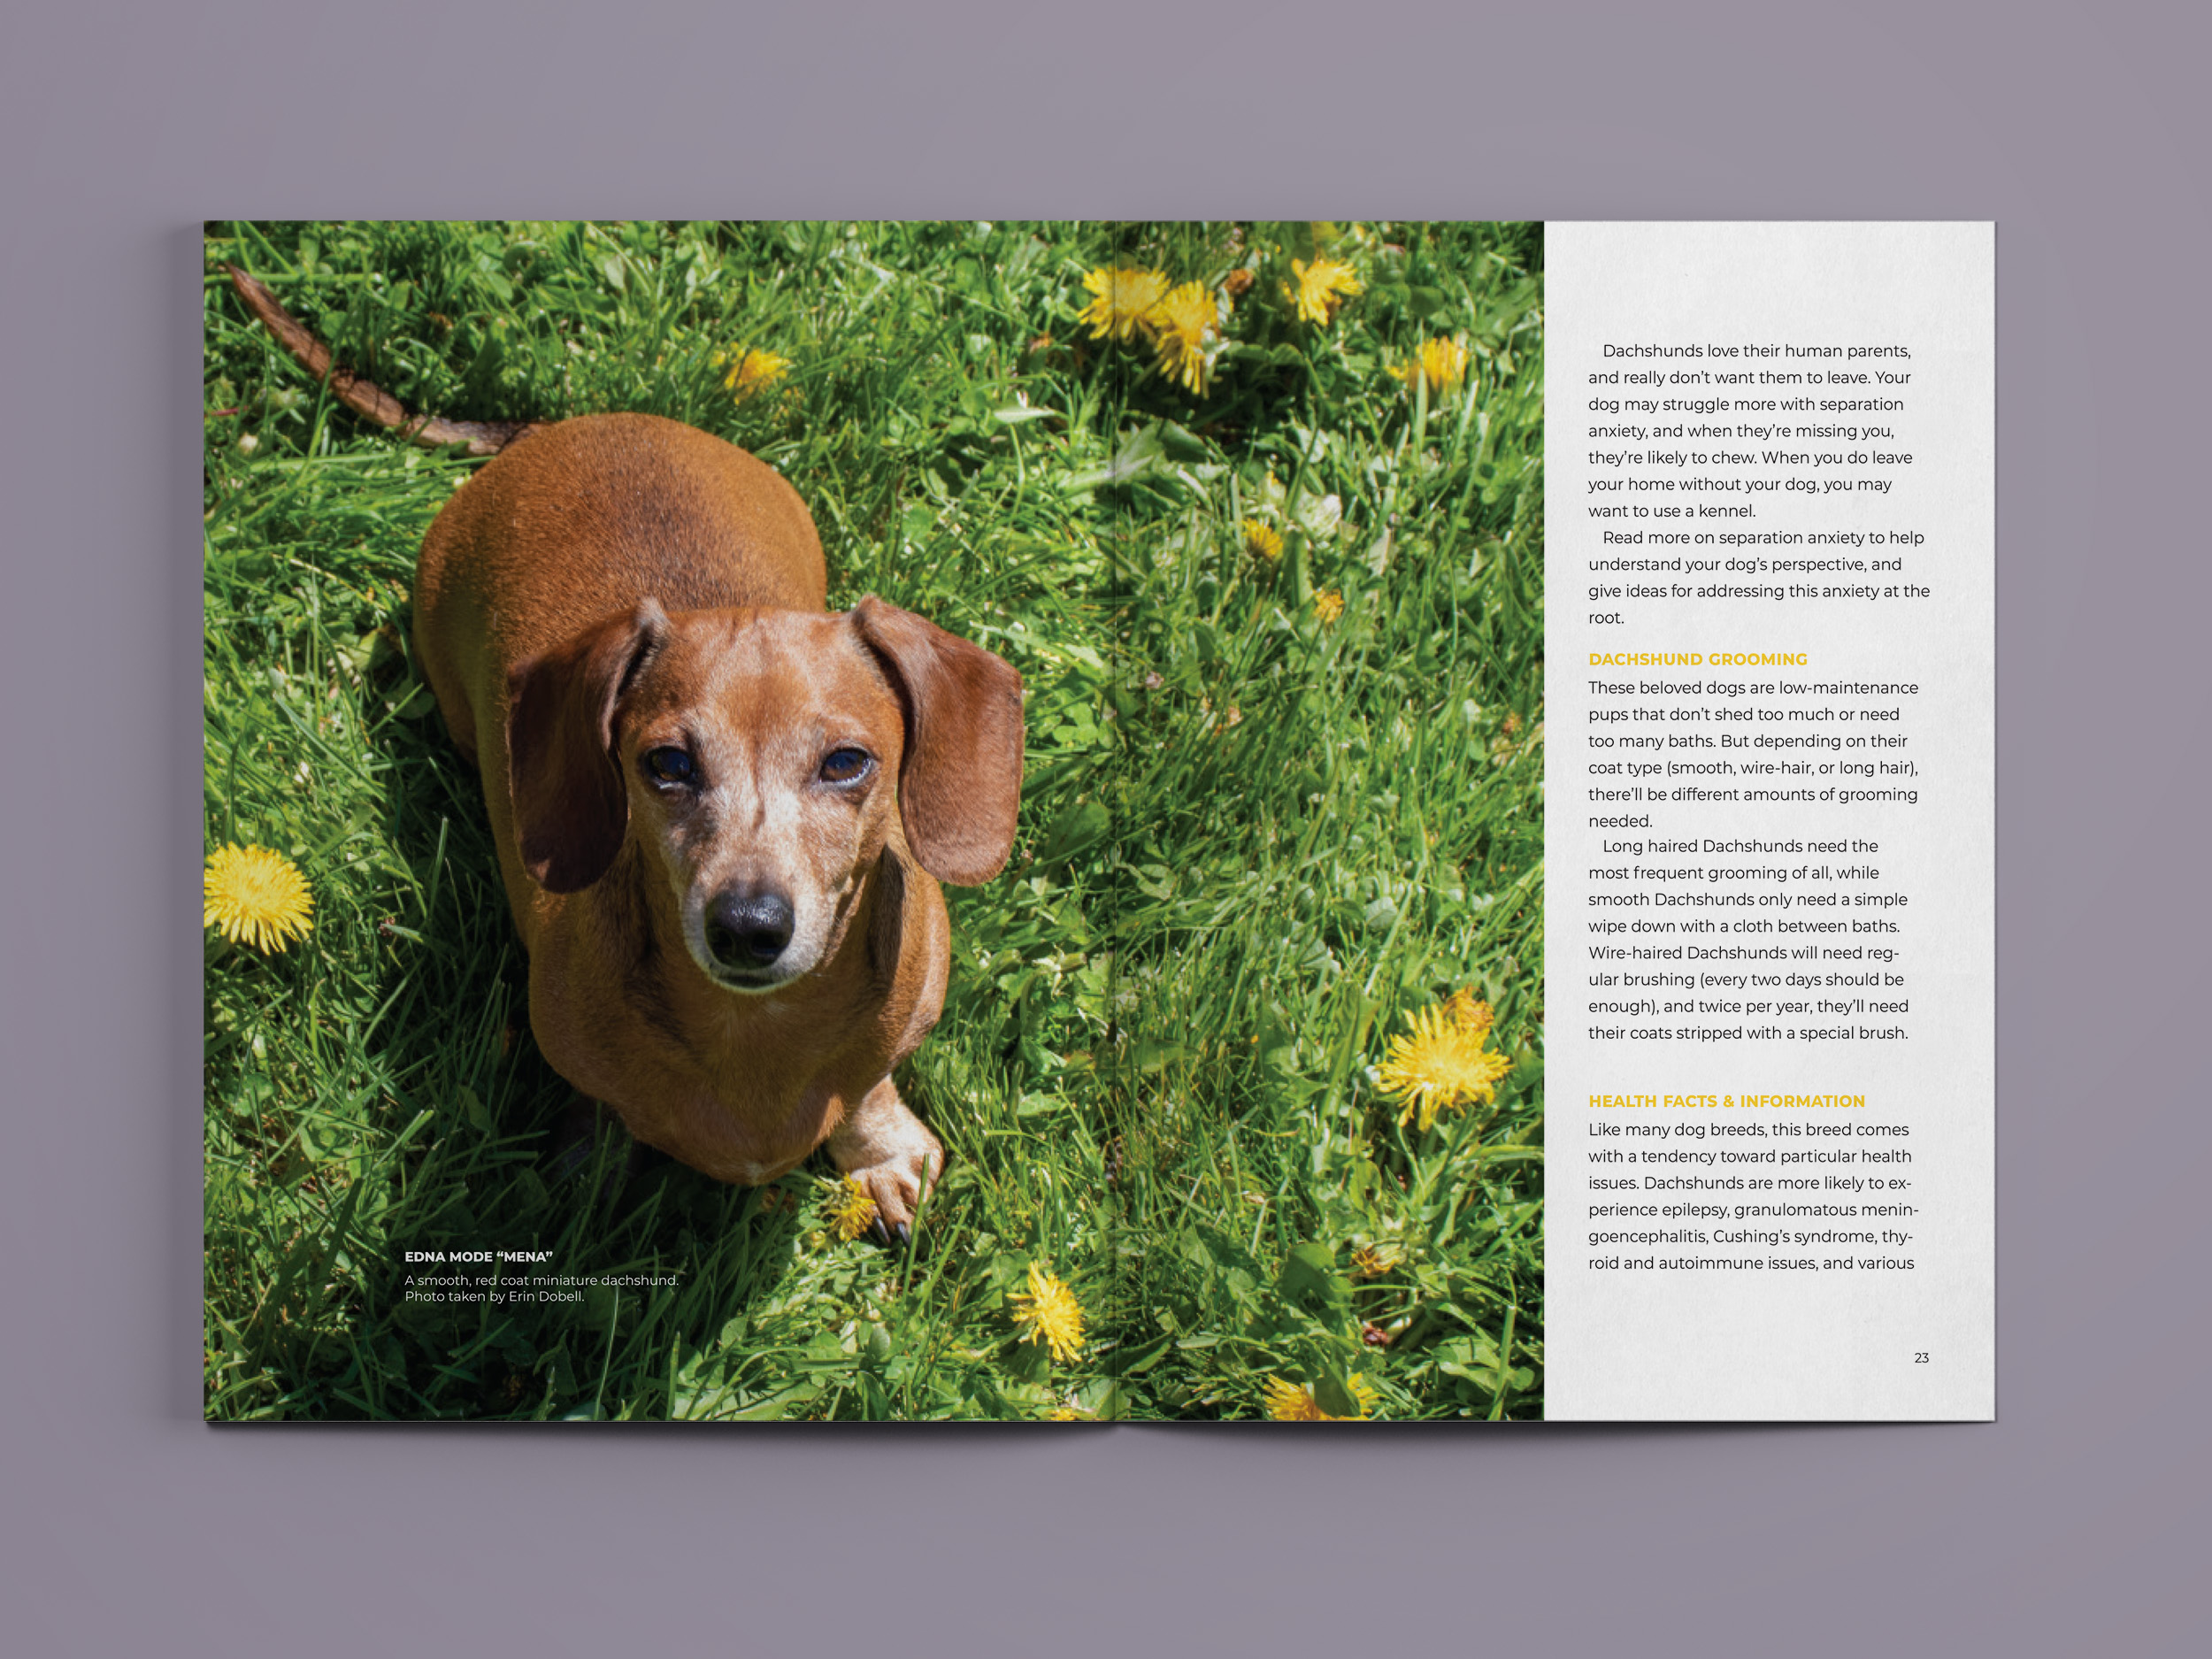 EDNA MODE “MENA”
A smooth, red coat miniature dachshund.
Photo taken by Erin Dobell.
Dachshunds love their human parents,
and really don’t want them to leave. Your
dog may struggle more with separation
anxiety, and when they’re missing you,
they’re likely to chew. When you do leave
your home without your dog, you may
want to use a kennel.
Read more on separation anxiety to help
understand your dog’s perspective, and
give ideas for addressing this anxiety at the
root.
DACHSHUND GROOMING
These beloved dogs are low-maintenance
pups that don’t shed too much or need
too many baths. But depending on their
coat type (smooth, wire-hair, or long hair),
there’ll be different amounts of grooming
needed.
Long haired Dachshunds need the
most frequent grooming of all, while
smooth Dachshunds only need a simple
wipe down with a cloth between baths.
Wire-haired Dachshunds will need reg-
ular brushing (every two days should be
enough), and twice per year, they’ll need
their coats stripped with a special brush.
HEALTH FACTS & INFORMATION
Like many dog breeds, this breed comes
with a tendency toward particular health
issues. Dachshunds are more likely to ex-
perience epilepsy, granulomatous menin-
goencephalitis, Cushing’s syndrome, thy-
roid and autoimmune issues, and various
23